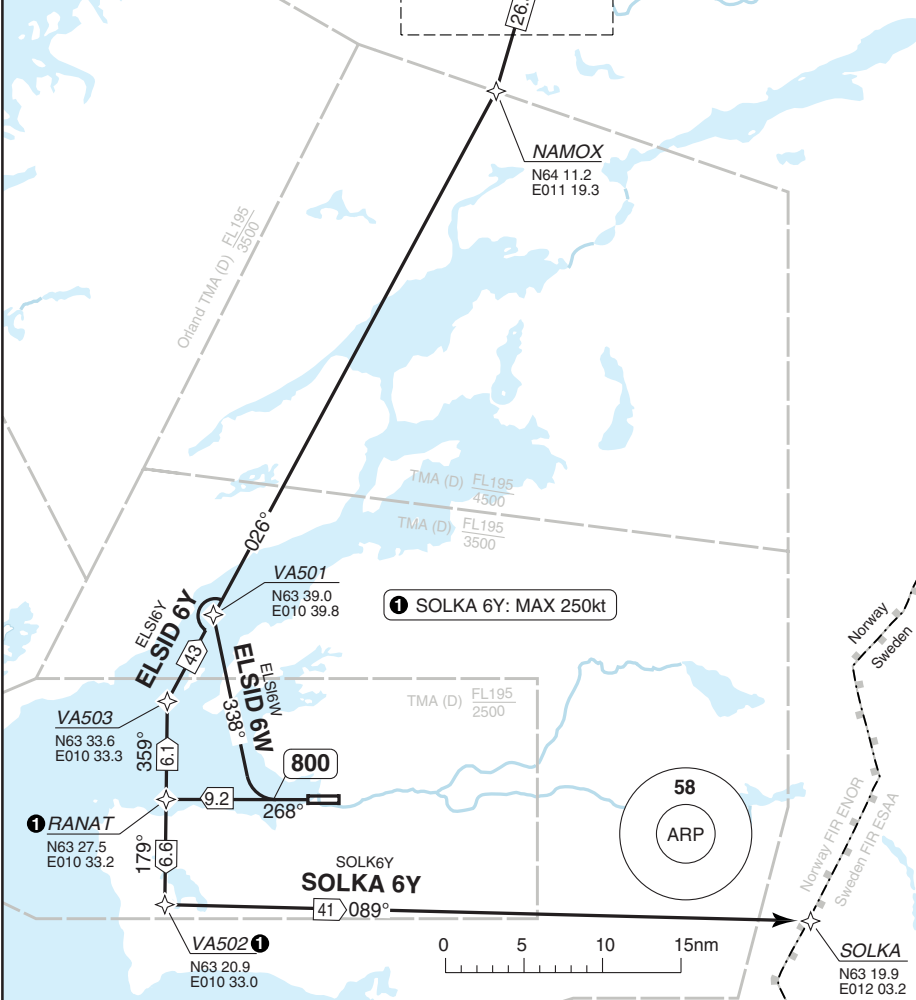 26.
NAMOX
N64 11.2
E011 19.3
Orland TMA (D) FL195
3500
TMA (D) FL195
4500
TMA (D) FL195
3500
026°
VA501
N63 39.0
E010 39.8
❶ SOLKA 6Y: MAX 250kt
ELSI6Y
ELSID 6Y
43
ELSI6W
ELSID 6W
338°
Norway
Sweden
TMA (D) FL195
2500
VA503
N63 33.6
E010 33.3
359°
6.1
800
9.2
268°
❶ RANAT
N63 27.5
E010 33.2
179°
6.6
58
ARP
Norway FIR ENOR
Sweden FIR ESAA
SOLK6Y
SOLKA 6Y
41 089°
VA502 ❶
N63 20.9
E010 33.0
0 5 10 15nm
SOLKA
N63 19.9
E012 03.2